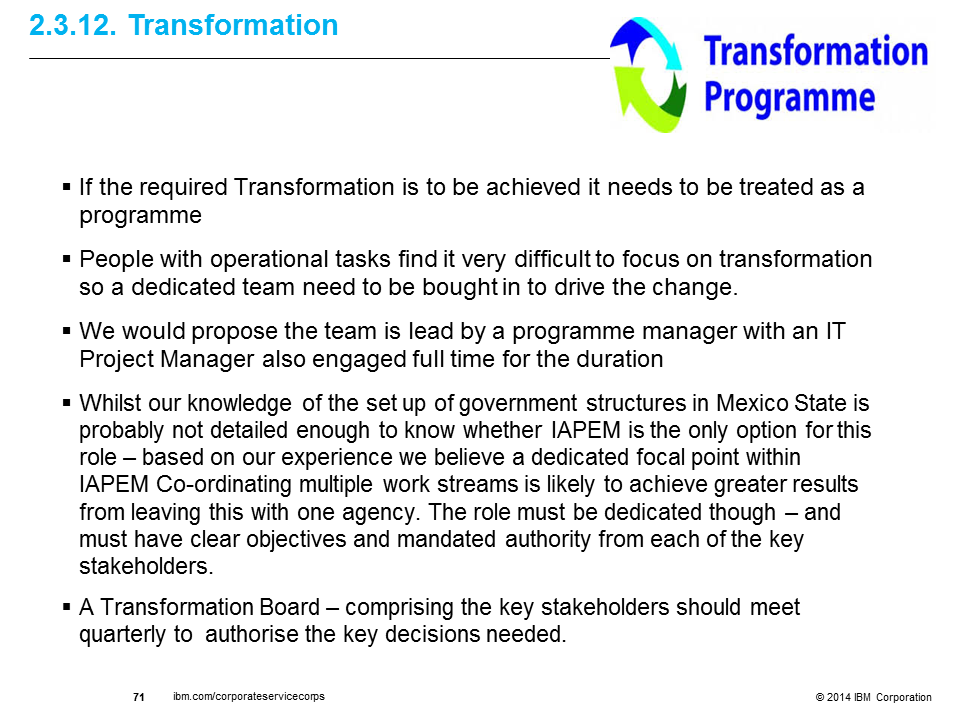 2.3.12. Transformation
Transformation
Programme
▪ If the required Transformation is to be achieved it needs to be treated as a
programme
▪ People with operational tasks find it very difficult to focus on transformation
so a dedicated team need to be bought in to drive the change.
▪ We would propose the team is lead by a programme manager with an IT
Project Manager also engaged full time for the duration
▪ Whilst our knowledge of the set up of government structures in Mexico State is
probably not detailed enough to know whether IAPEM is the only option for this
role – based on our experience we believe a dedicated focal point within
IAPEM Co-ordinating multiple work streams is likely to achieve greater results
from leaving this with one agency. The role must be dedicated though – and
must have clear objectives and mandated authority from each of the key
stakeholders.
▪ A Transformation Board – comprising the key stakeholders should meet
quarterly to authorise the key decisions needed.
71 ibm.com/corporateservicecorps © 2014 IBM Corporation